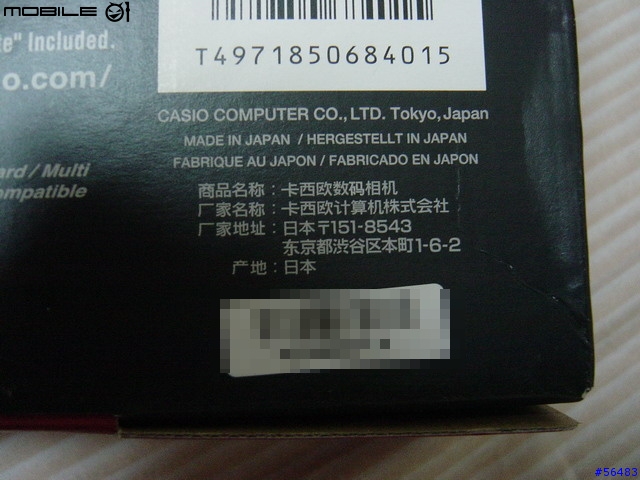 MOBILE01
te" Included.
o.com/
T4971850684015
CASIO COMPUTER CO., LTD. Tokyo, Japan
MADE IN JAPAN / HERGESTELLT IN JAPAN
FABRIQUE AU JAPON / FABRICADO EN JAPON
ard / Multi
ompatible
商品名称：卡西欧数码相机
厂家名称：卡西欧计算机株式会社
厂家地址：日本〒151-8543
东京都渋谷区本町1-6-2
产地：日本
#56483